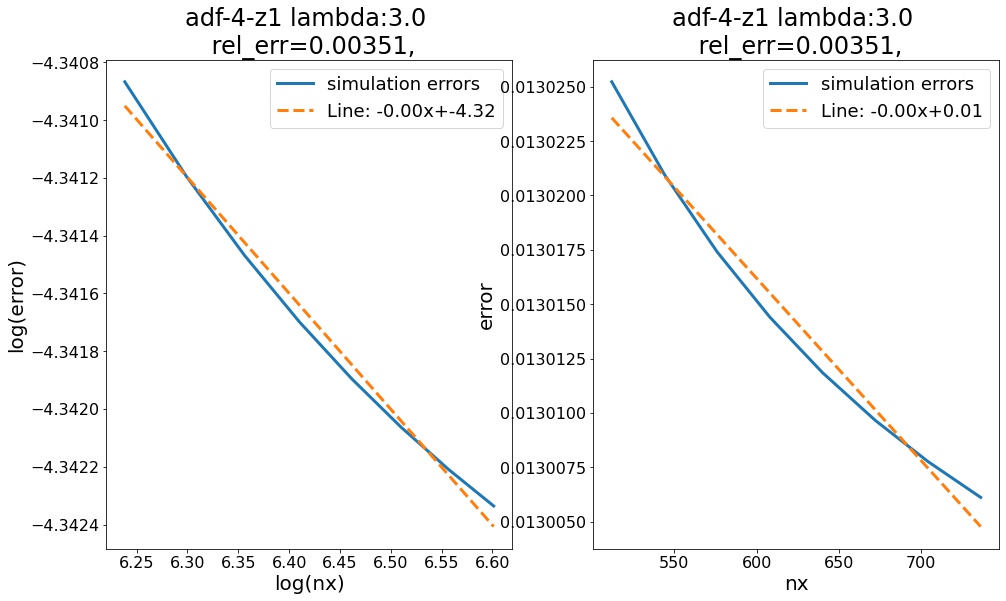 adf-4-z1 lambda:3.0
rel_err=0.00351,
simulation errors
Line: -0.00x+-4.32
−4.3408
−4.3410
−4.3412
−4.3414
−4.3416
−4.3418
−4.3420
−4.3422
−4.3424
log(error)
6.25
6.30
6.35
6.40
6.45
6.50
6.55
6.60
log(nx)
adf-4-z1 lambda:3.0
rel_err=0.00351,
simulation errors
Line: -0.00x+0.01
0.0130250
0.0130225
0.0130200
0.0130175
0.0130150
0.0130125
0.0130100
0.0130075
0.0130050
error
550
600
650
700
nx